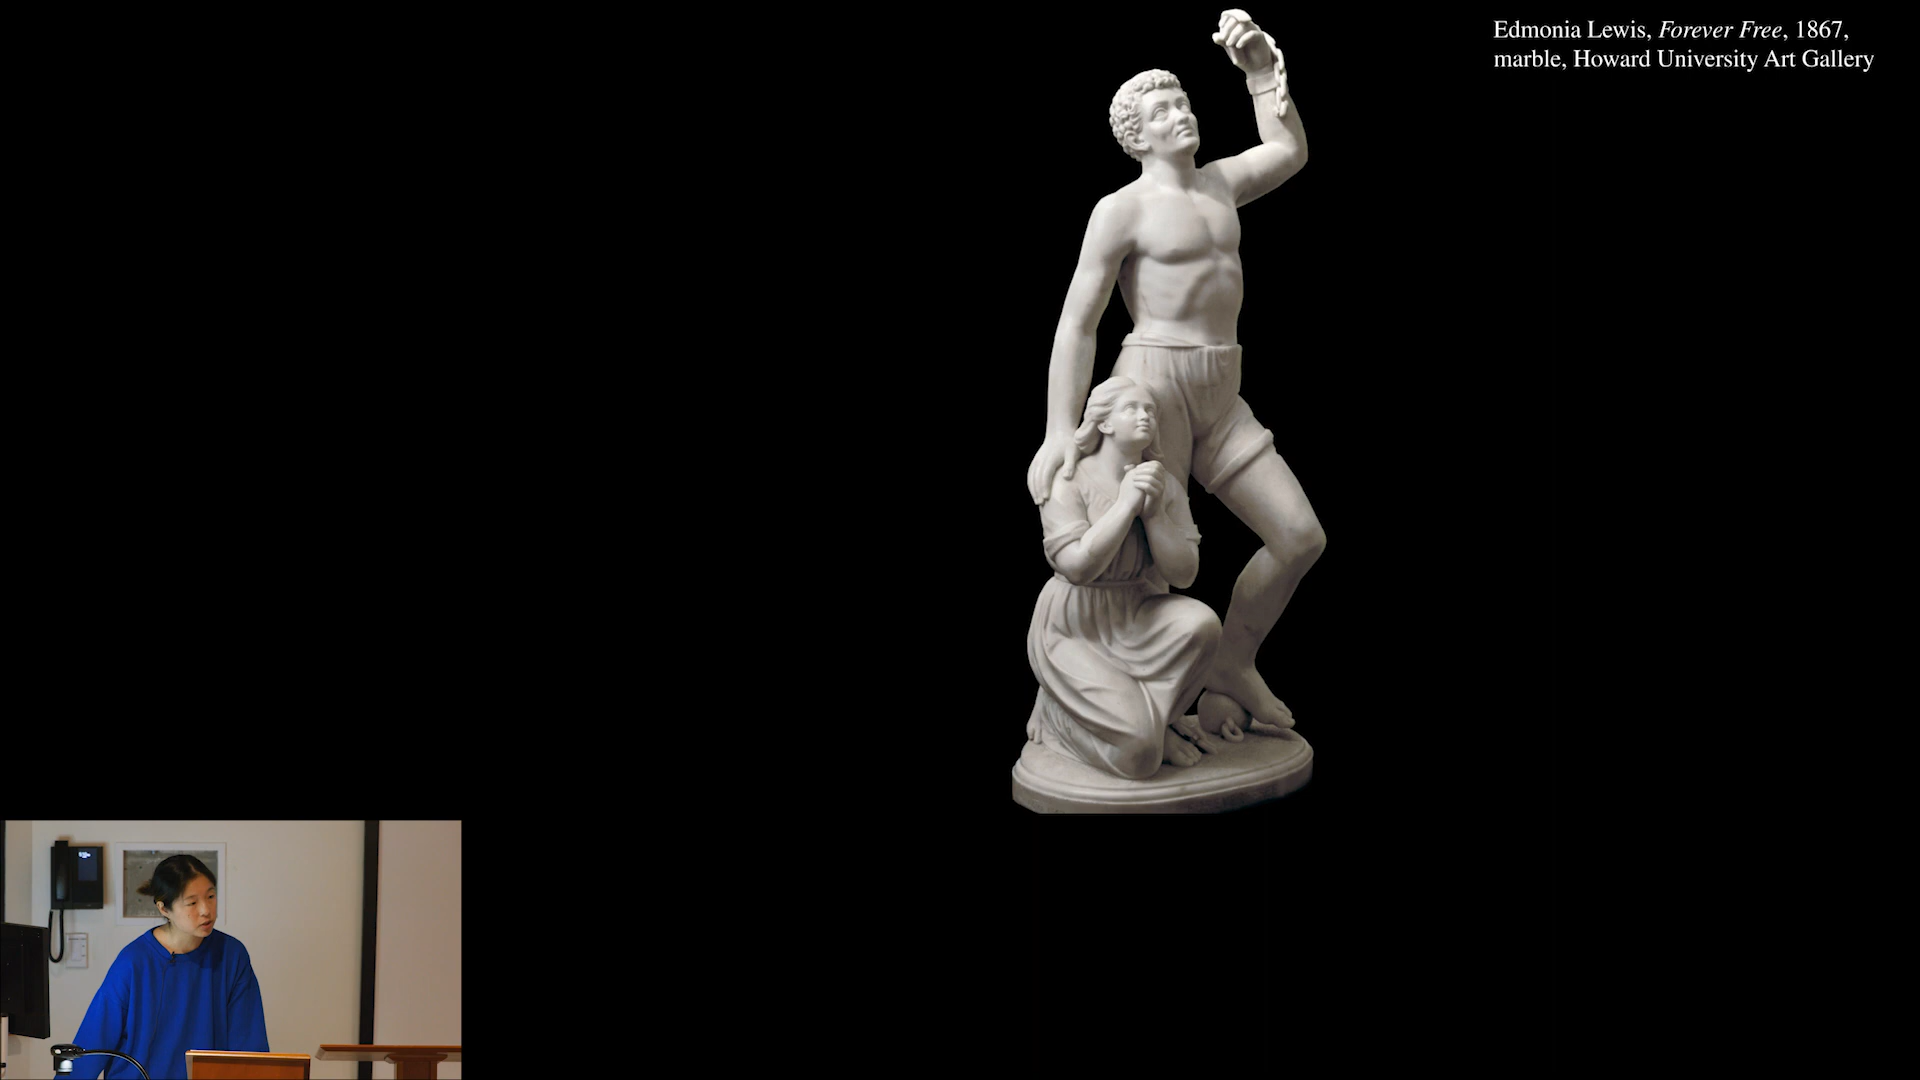 Edmonia Lewis, Forever Free, 1867,
marble, Howard University Art Gallery